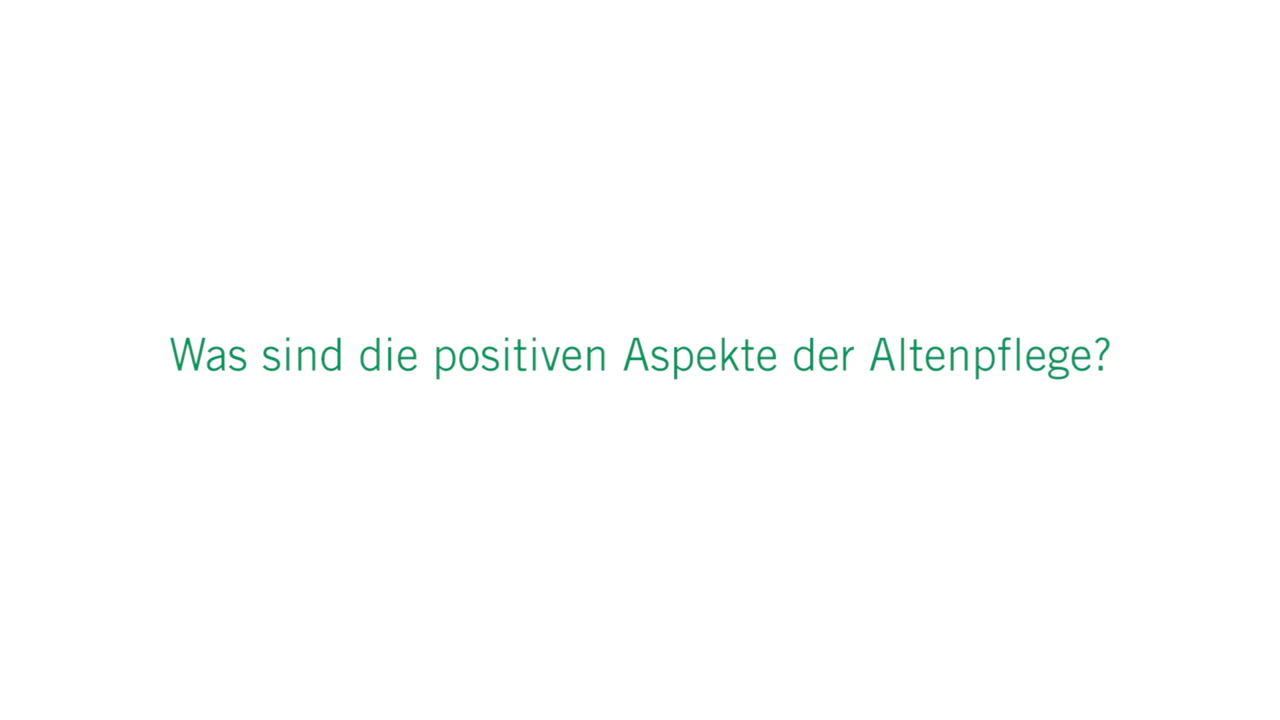 Was sind die positiven Aspekte der Altenpflege?